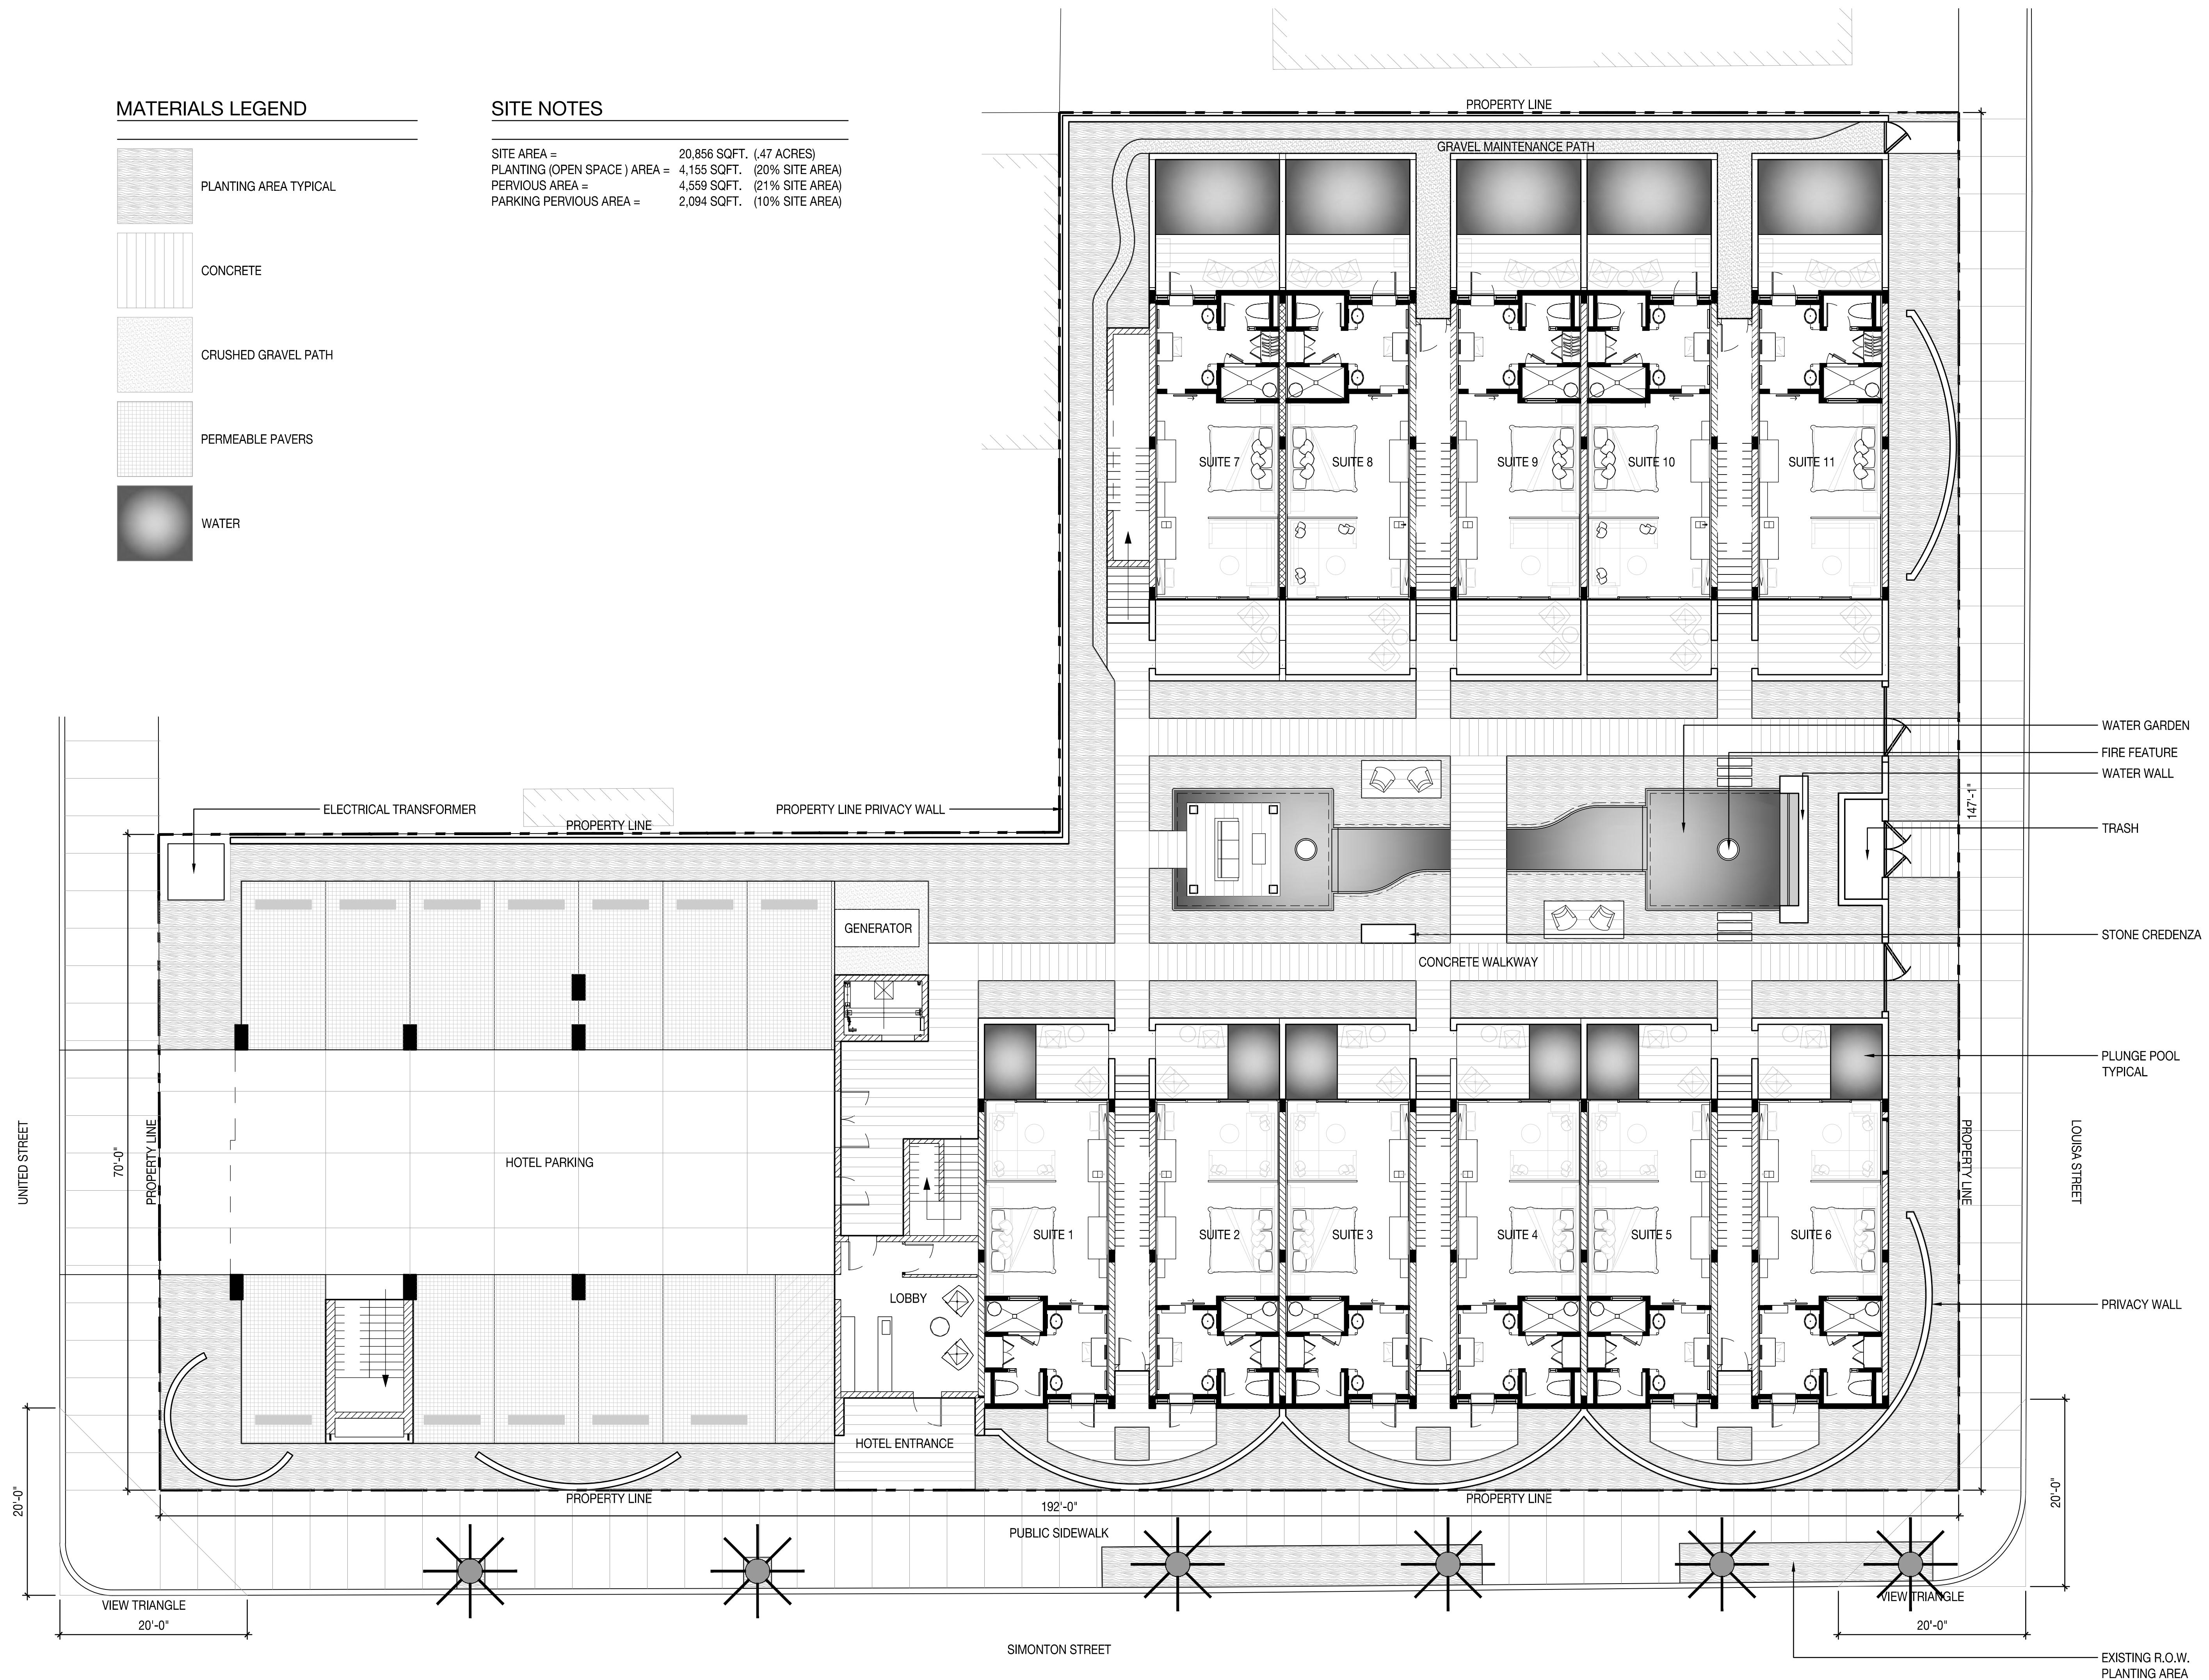 MATERIALS LEGEND
PLANTING AREA TYPICAL
CONCRETE
CRUSHED GRAVEL PATH
PERMEABLE PAVERS
WATER
SITE NOTES
SITE AREA = 20,856 SQFT. (.47 ACRES)
PLANTING (OPEN SPACE ) AREA = 4,155 SQFT. (20% SITE AREA)
PERVIOUS AREA = 4,559 SQFT. (21% SITE AREA)
PARKING PERVIOUS AREA = 2,094 SQFT. (10% SITE AREA)
PROPERTY LINE
GRAVEL MAINTENANCE PATH
SUITE 7
SUITE 8
SUITE 9
SUITE 10
SUITE 11
WATER GARDEN
FIRE FEATURE
WATER WALL
147'-1"
TRASH
STONE CREDENZA
CONCRETE WALKWAY
ELECTRICAL TRANSFORMER
PROPERTY LINE
PROPERTY LINE PRIVACY WALL
GENERATOR
PLUNGE POOL
TYPICAL
UNITED STREET
70'-0"
PROPERTY LINE
HOTEL PARKING
PROPERTY LINE
LOUISA STREET
SUITE 1
SUITE 2
SUITE 3
SUITE 4
SUITE 5
SUITE 6
LOBBY
PRIVACY WALL
HOTEL ENTRANCE
20'-0"
PROPERTY LINE
192'-0"
PROPERTY LINE
20'-0"
PUBLIC SIDEWALK
VIEW TRIANGLE
20'-0"
VIEW TRIANGLE
20'-0"
SIMONTON STREET
EXISTING R.O.W.
PLANTING AREA